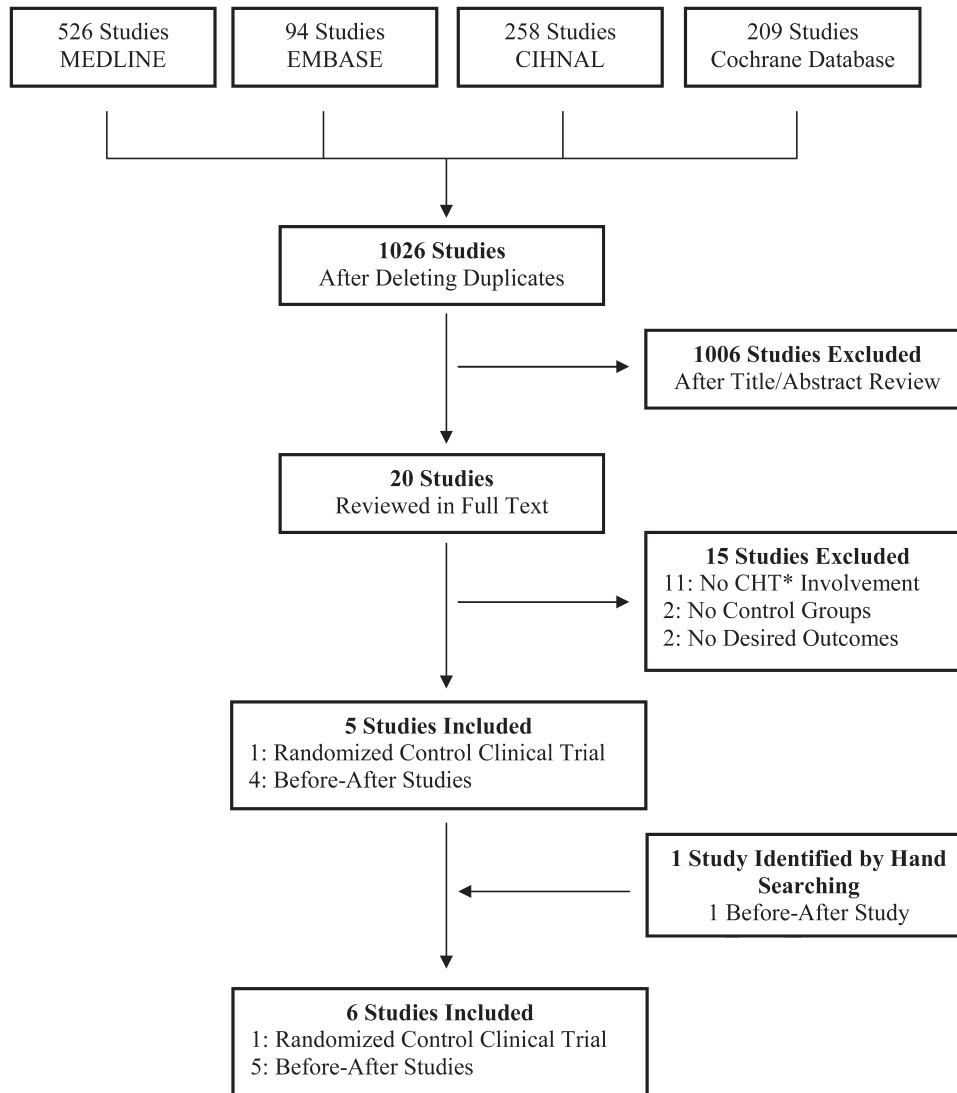 526 Studies
MEDLINE
94 Studies
EMBASE
258 Studies
CIHNAL
209 Studies
Cochrane Database
1026 Studies
After Deleting Duplicates
1006 Studies Excluded
After Title/Abstract Review
20 Studies
Reviewed in Full Text
15 Studies Excluded
11: No CHT* Involvement
2: No Control Groups
2: No Desired Outcomes
5 Studies Included
1: Randomized Control Clinical Trial
4: Before-After Studies
1 Study Identified by Hand
Searching
1 Before-After Study
6 Studies Included
1: Randomized Control Clinical Trial
5: Before-After Studies